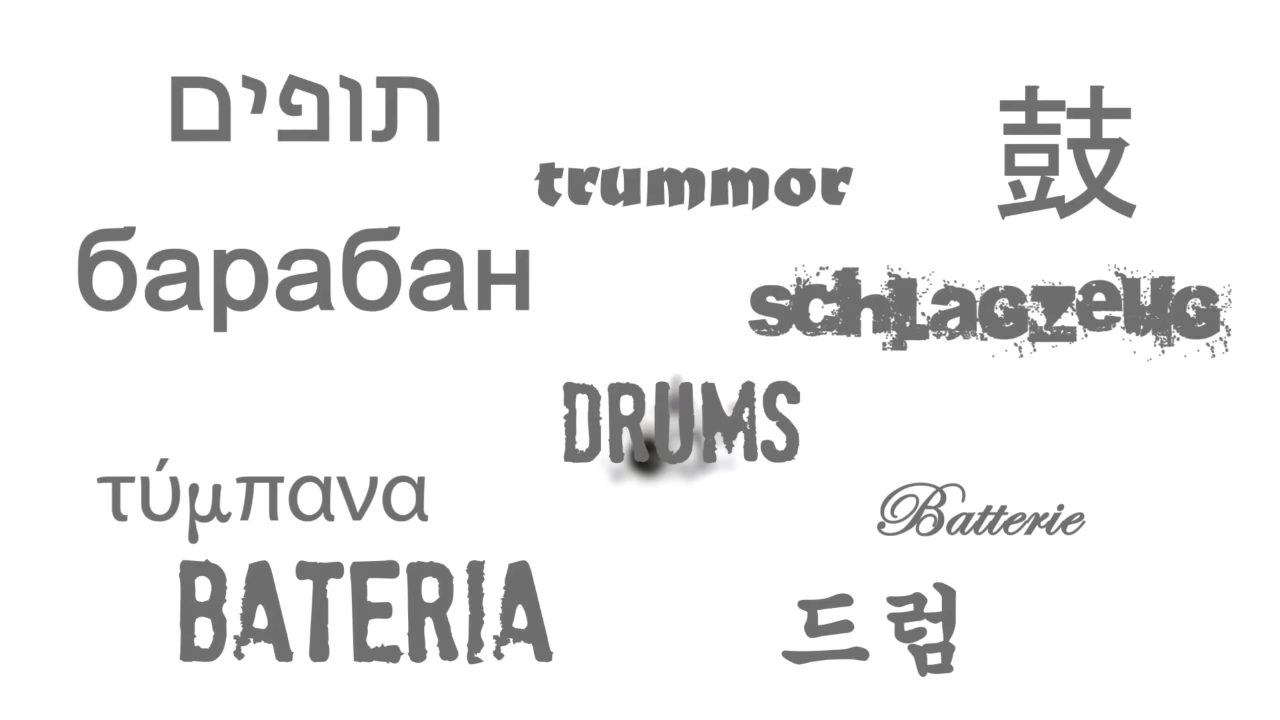 תופים
trummor
鼓
барабан
schlagzeug
DRUMS
τύμπανα
Batterie
BATERIA
드럼